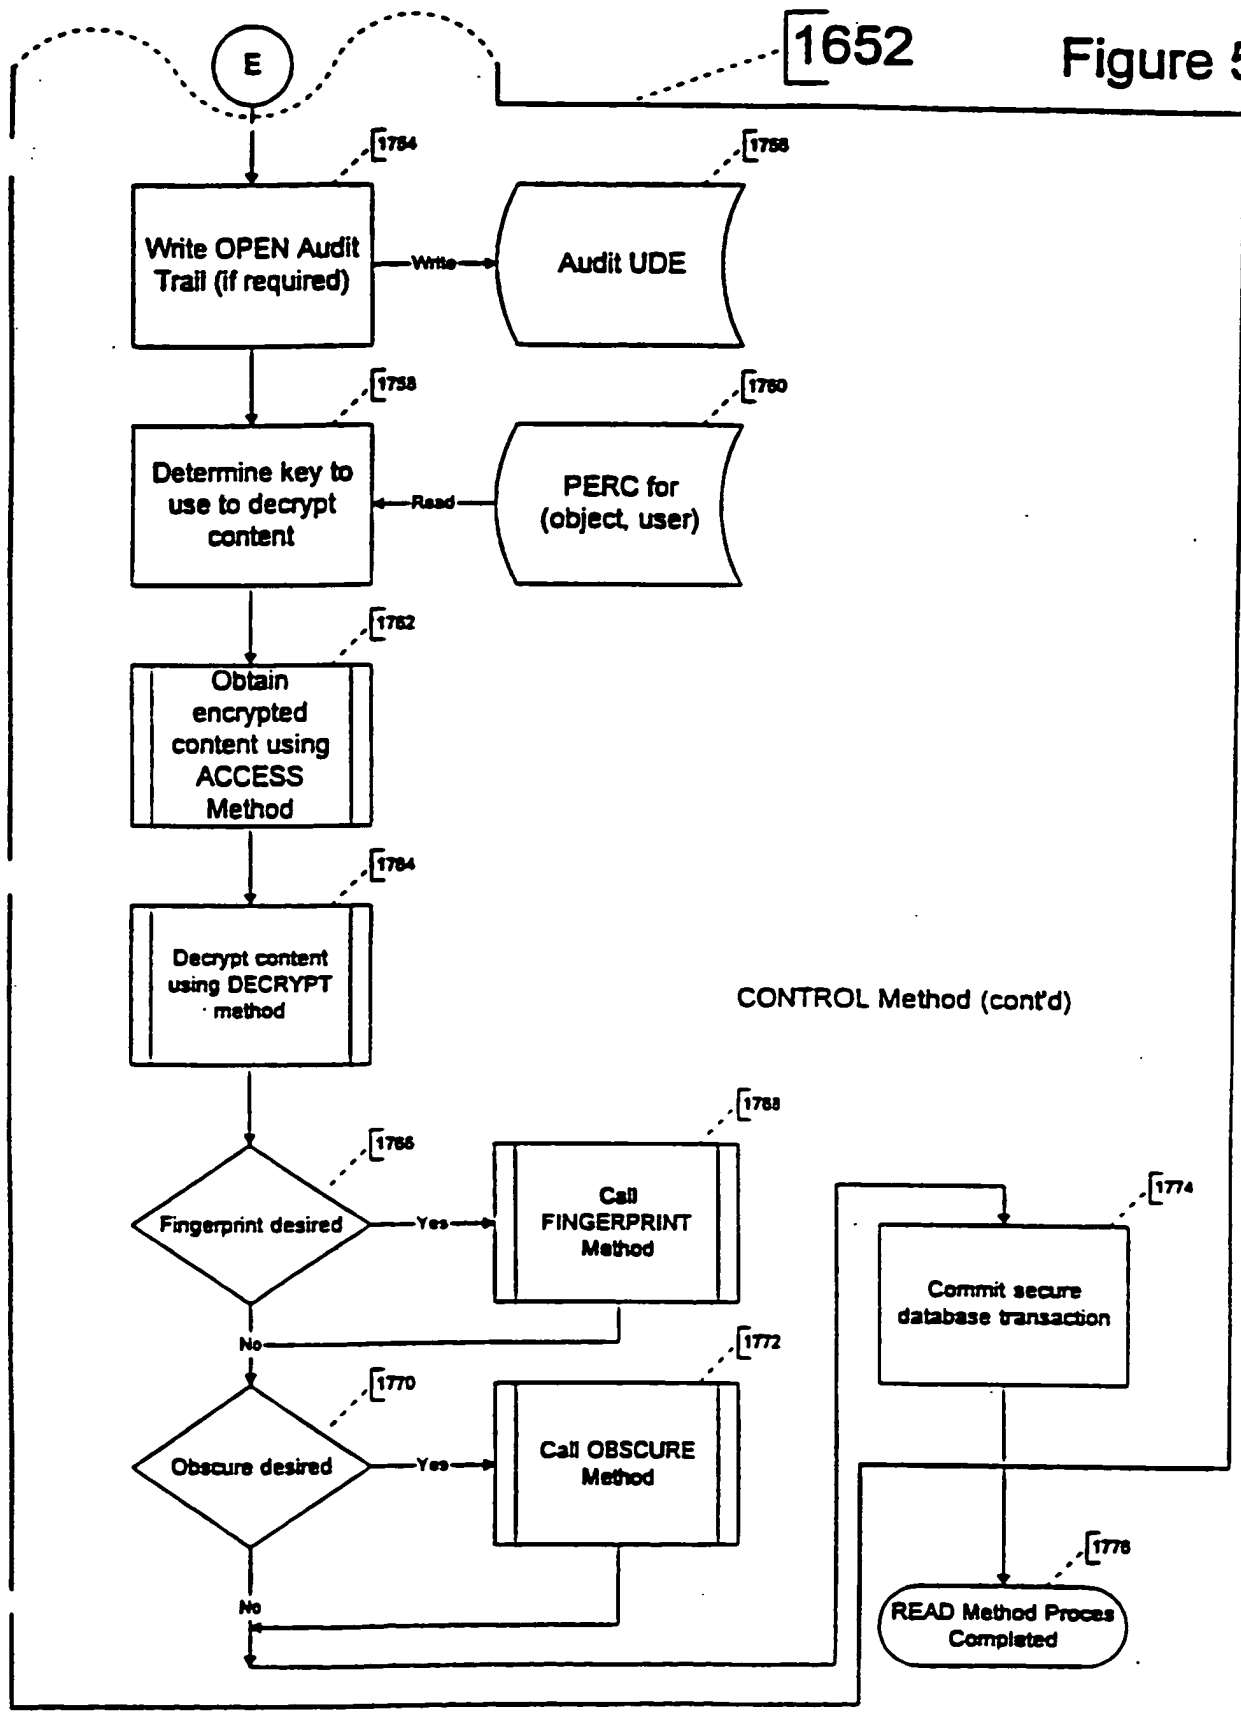 E
1652
Figure 5
1754
1756
Write OPEN Audit
Trail (if required)
Write
Audit UDE
1758
1760
Determine key to
use to decrypt
content
Read
PERC for
(object, user)
1762
Obtain
encrypted
content using
ACCESS
Method
1764
Decrypt content
using DECRYPT
method
CONTROL Method (cont'd)
1766
1768
Fingerprint desired
Yes
Call
FINGERPRINT
Method
1774
Commit secure
database transaction
No
1770
1772
Obscure desired
Yes
Call OBSCURE
Method
No
1776
READ Method Proces
Completed